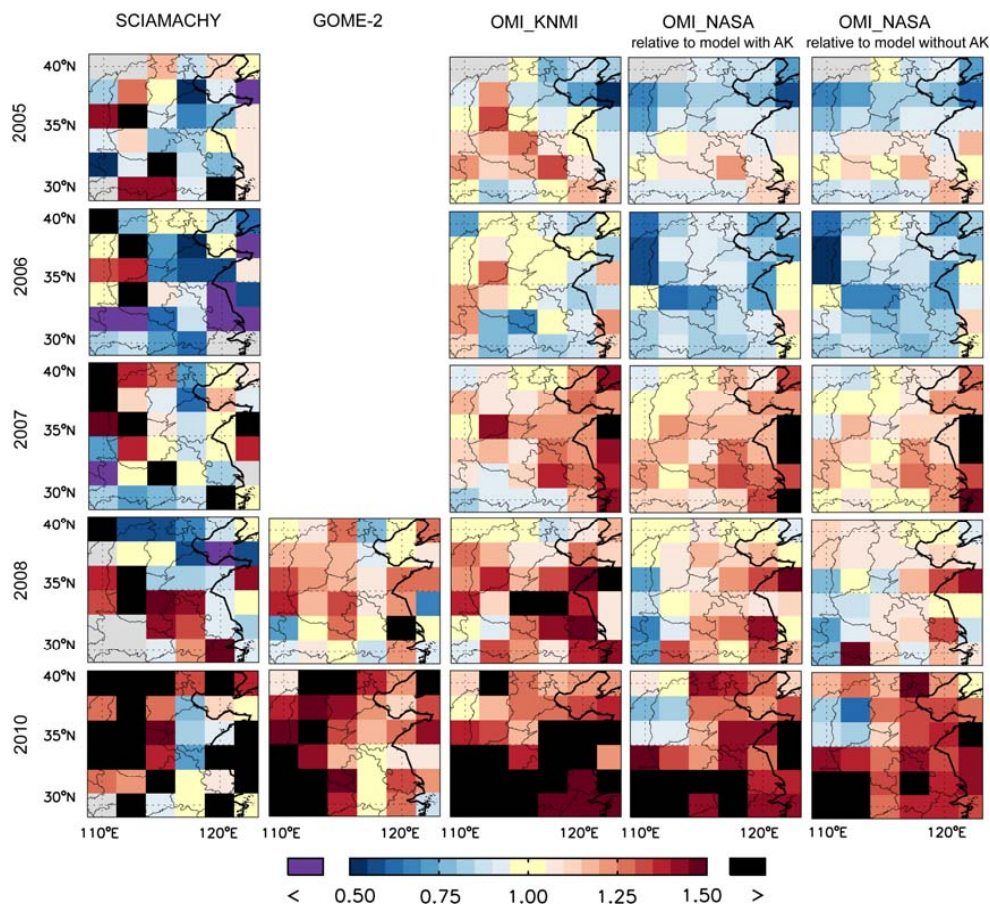 SCIAMACHY GOME-2 OMI_KNMI OMI_NASA OMI_NASA
relative to model with AK relative to model without AK
2005
40°N
35°N
30°N
2006
40°N
35°N
30°N
2007
40°N
35°N
30°N
2008
40°N
35°N
30°N
2010
40°N
35°N
30°N
110°E 120°E 110°E 120°E 110°E 120°E 110°E 120°E 110°E 120°E
< 0.50 0.75 1.00 1.25 1.50 >